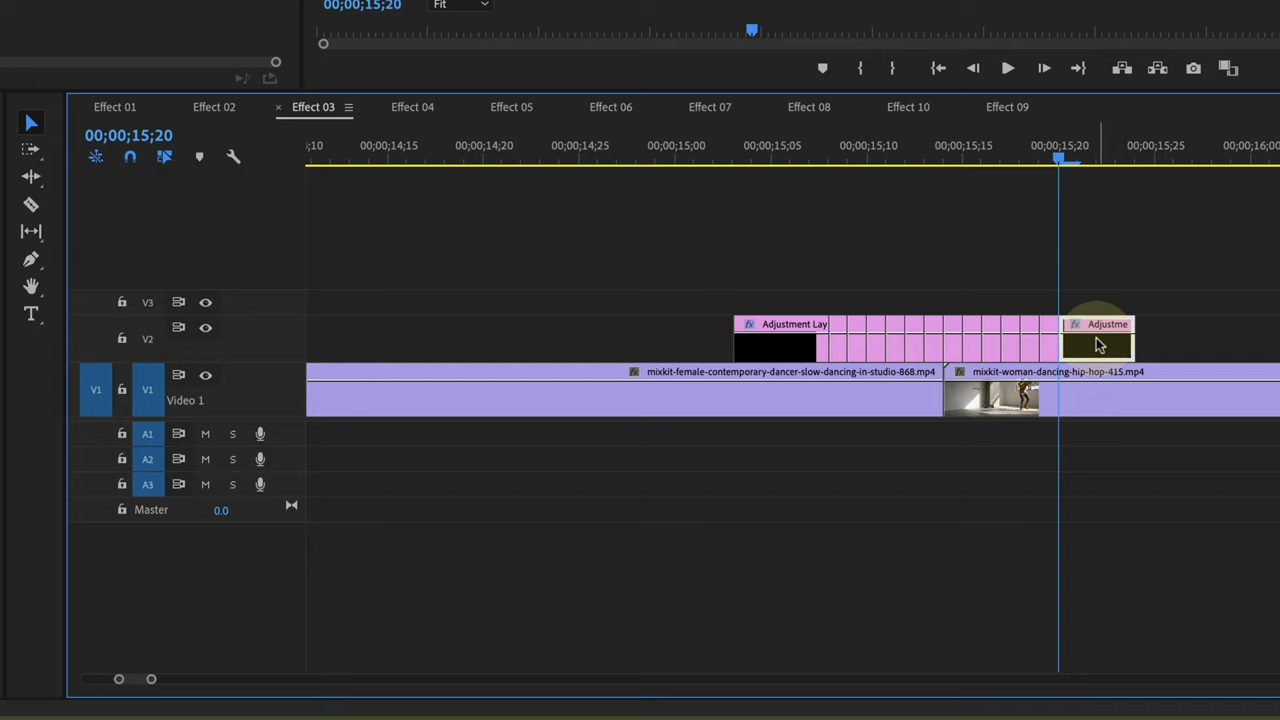 00;00;15;20
Fit
Effect 01
Effect 02
× Effect 03
Effect 04
Effect 05
Effect 06
Effect 07
Effect 08
Effect 10
Effect 09
00;00;15;20
;10
00;00;14;15
00;00;14;20
00;00;14;25
00;00;15;00
00;00;15;05
00;00;15;10
00;00;15;15
00;00;15;20
00;00;15;25
00;00;16;00
V3
V2
fx Adjustment Lay
fx Adjustme
V1
V1
Video 1
fx mixkit-female-contemporary-dancer-slow-dancing-in-studio-868.mp4
fx mixkit-woman-dancing-hip-hop-415.mp4
A1
M
S
A2
M
S
A3
M
S
Master
0.0